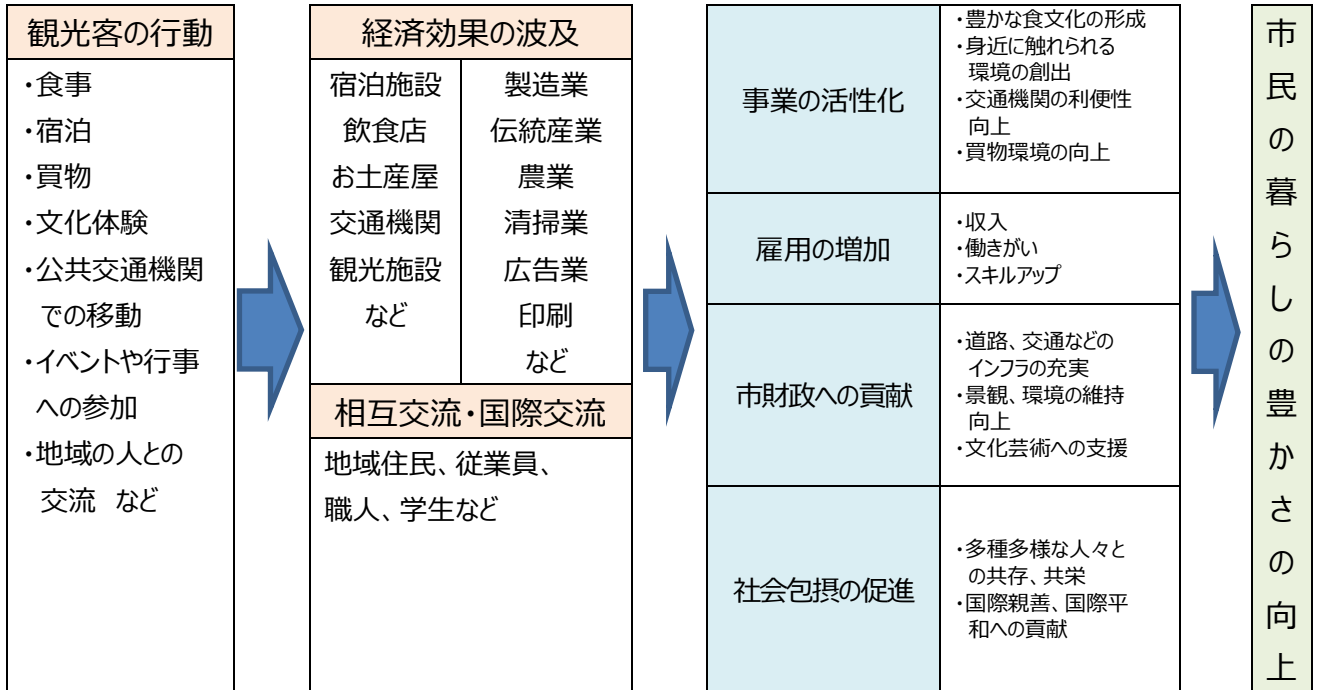 観光客の行動
・食事
・宿泊
・買物
・文化体験
・公共交通機関
での移動
・イベントや行事
への参加
・地域の人との
交流 など
経済効果の波及
宿泊施設
飲食店
お土産屋
交通機関
観光施設
など
製造業
伝統産業
農業
清掃業
広告業
印刷
など
相互交流・国際交流
地域住民、従業員、
職人、学生など
事業の活性化
・豊かな食文化の形成
・身近に触れられる
環境の創出
・交通機関の利便性
向上
・買物環境の向上
雇用の増加
・収入
・働きがい
・スキルアップ
市財政への貢献
・道路、交通などの
インフラの充実
・景観、環境の維持
向上
・文化芸術への支援
社会包摂の促進
・多種多様な人々と
の共存、共栄
・国際親善、国際平
和への貢献
市民の暮らしの豊かさの向上